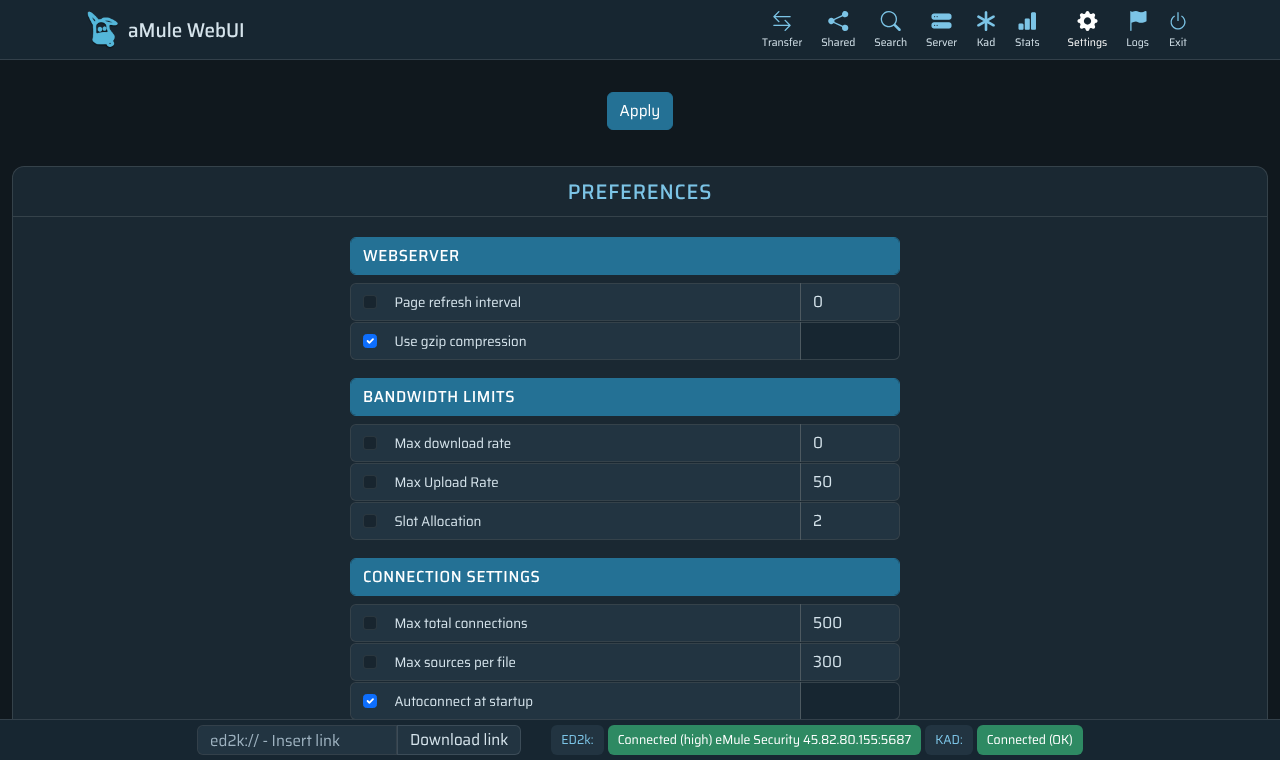 aMule WebUI
Transfer Shared Search Server Kad Stats Settings Logs Exit
Apply
PREFERENCES
WEBSERVER
Page refresh interval 0
Use gzip compression
BANDWIDTH LIMITS
Max download rate 0
Max Upload Rate 50
Slot Allocation 2
CONNECTION SETTINGS
Max total connections 500
Max sources per file 300
Autoconnect at startup
ed2k:// - Insert link Download link ED2k: Connected (high) eMule Security 45.82.80.155:5687 KAD: Connected (OK)